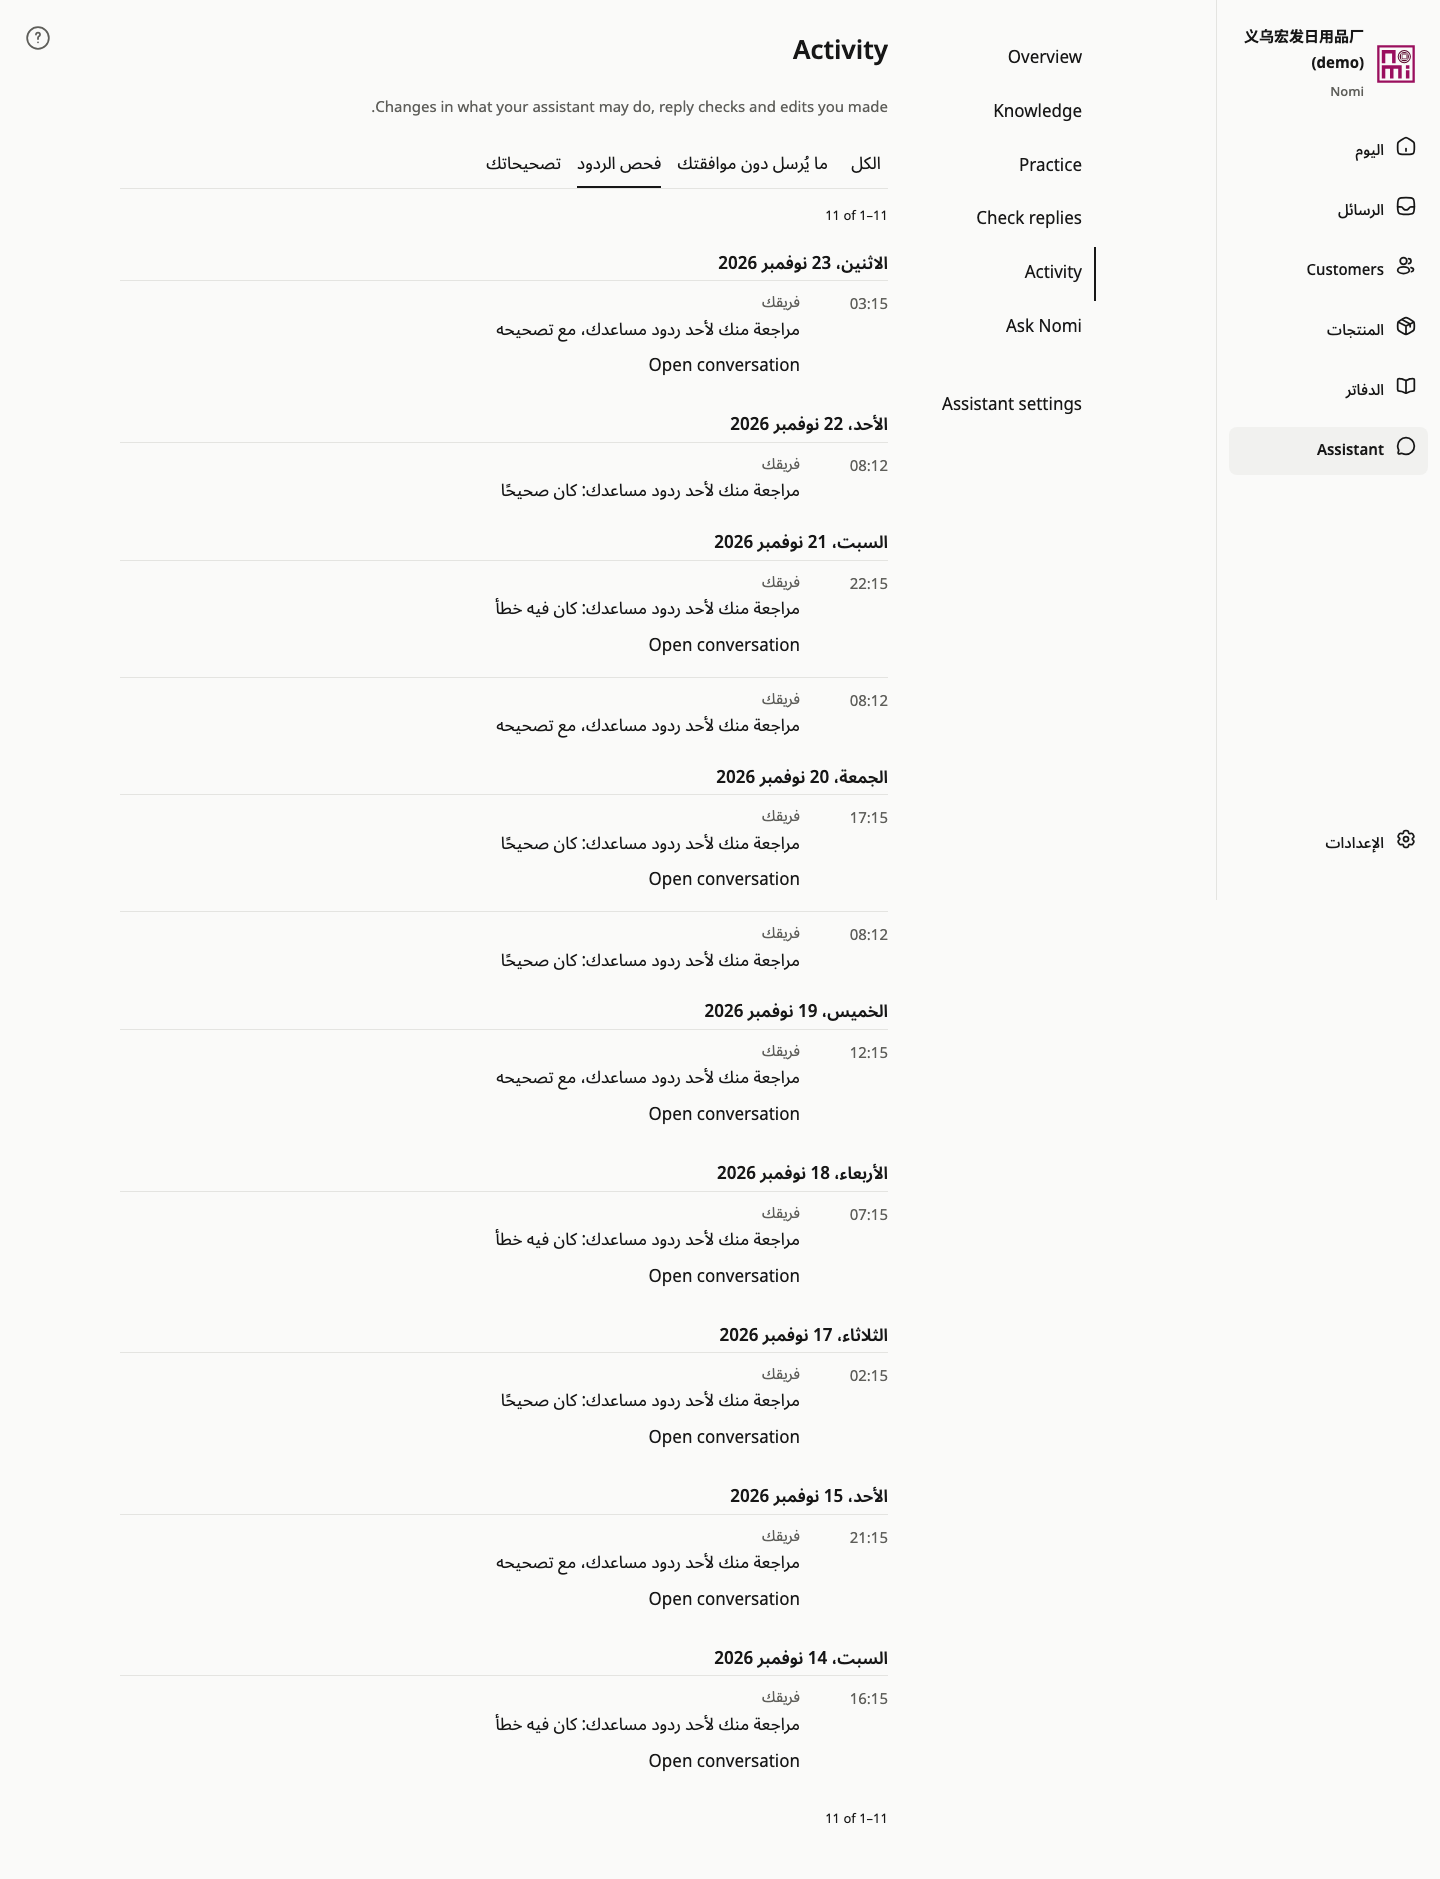 义乌宏发日用品厂
(demo)
Nomi
اليوم
الرسائل
Customers
المنتجات
الدفاتر
Assistant
الإعدادات
Overview
Knowledge
Practice
Check replies
Activity
Ask Nomi
Assistant settings
Activity
Changes in what your assistant may do, reply checks and edits you made.
الكل ما يُرسل دون موافقتك فحص الردود تصحيحاتك
11 of 1–11
الاثنين، 23 نوفمبر 2026
03:15 فريقك
مراجعة منك لأحد ردود مساعدك، مع تصحيحه
Open conversation
الأحد، 22 نوفمبر 2026
08:12 فريقك
مراجعة منك لأحد ردود مساعدك: كان صحيحًا
السبت، 21 نوفمبر 2026
22:15 فريقك
مراجعة منك لأحد ردود مساعدك: كان فيه خطأ
Open conversation
08:12 فريقك
مراجعة منك لأحد ردود مساعدك، مع تصحيحه
الجمعة، 20 نوفمبر 2026
17:15 فريقك
مراجعة منك لأحد ردود مساعدك: كان صحيحًا
Open conversation
08:12 فريقك
مراجعة منك لأحد ردود مساعدك: كان صحيحًا
الخميس، 19 نوفمبر 2026
12:15 فريقك
مراجعة منك لأحد ردود مساعدك، مع تصحيحه
Open conversation
الأربعاء، 18 نوفمبر 2026
07:15 فريقك
مراجعة منك لأحد ردود مساعدك: كان فيه خطأ
Open conversation
الثلاثاء، 17 نوفمبر 2026
02:15 فريقك
مراجعة منك لأحد ردود مساعدك: كان صحيحًا
Open conversation
الأحد، 15 نوفمبر 2026
21:15 فريقك
مراجعة منك لأحد ردود مساعدك، مع تصحيحه
Open conversation
السبت، 14 نوفمبر 2026
16:15 فريقك
مراجعة منك لأحد ردود مساعدك: كان فيه خطأ
Open conversation
11 of 1–11